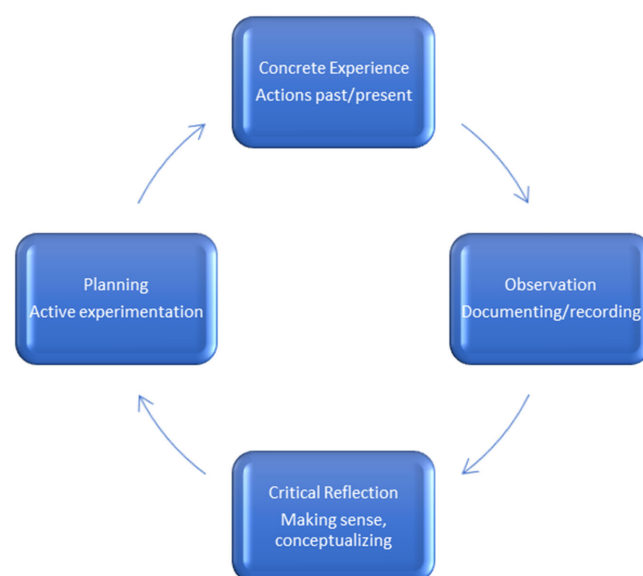 Concrete Experience
Actions past/present
Observation
Documenting/recording
Critical Reflection
Making sense,
conceptualizing
Planning
Active experimentation